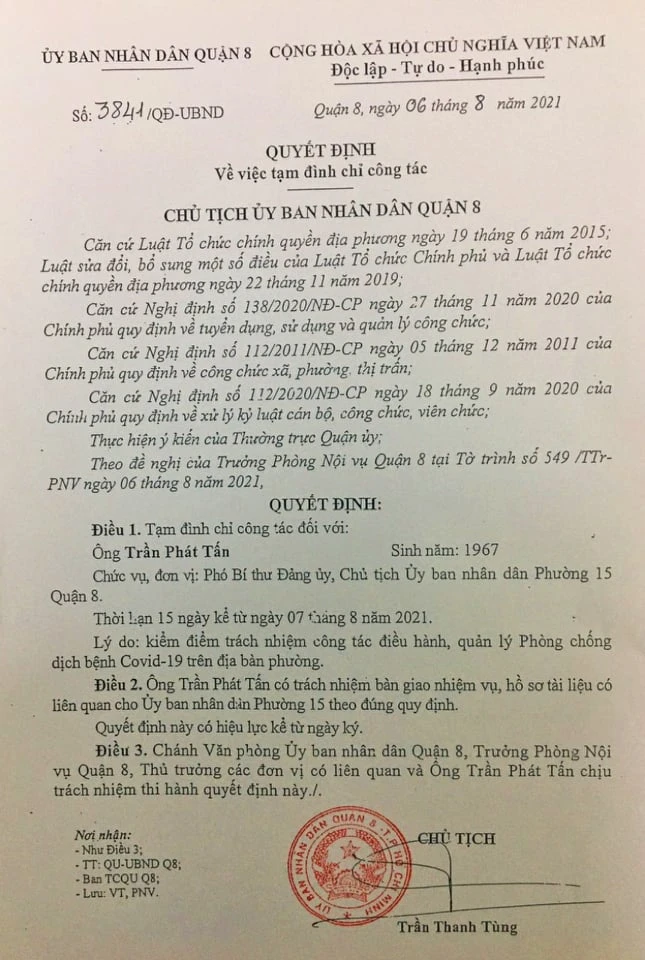 ỦY BAN NHÂN DÂN QUẬN 8
CỘNG HÒA XÃ HỘI CHỦ NGHĨA VIỆT NAM
Độc lập - Tự do - Hạnh phúc
Số: 3841/QĐ-UBND
Quận 8, ngày 06 tháng 8 năm 2021
QUYẾT ĐỊNH
Về việc tạm đình chỉ công tác
CHỦ TỊCH ỦY BAN NHÂN DÂN QUẬN 8
Căn cứ Luật Tổ chức chính quyền địa phương ngày 19 tháng 6 năm 2015;
Luật sửa đổi, bổ sung một số điều của Luật Tổ chức Chính phủ và Luật Tổ chức
chính quyền địa phương ngày 22 tháng 11 năm 2019;
Căn cứ Nghị định số 138/2020/NĐ-CP ngày 27 tháng 11 năm 2020 của
Chính phủ quy định về tuyển dụng, sử dụng và quản lý công chức;
Căn cứ Nghị định số 112/2011/NĐ-CP ngày 05 tháng 12 năm 2011 của
Chính phủ quy định về công chức xã, phường, thị trấn;
Căn cứ Nghị định số 112/2020/NĐ-CP ngày 18 tháng 9 năm 2020 của
Chính phủ quy định về xử lý kỷ luật cán bộ, công chức, viên chức;
Thực hiện ý kiến của Thường trực Quận ủy;
Theo đề nghị của Trưởng Phòng Nội vụ Quận 8 tại Tờ trình số 549 /TTr-
PNV ngày 06 tháng 8 năm 2021,
QUYẾT ĐỊNH:
Điều 1. Tạm đình chỉ công tác đối với:
Ông Trần Phát Tấn Sinh năm: 1967
Chức vụ, đơn vị: Phó Bí thư Đảng ủy, Chủ tịch Ủy ban nhân dân Phường 15
Quận 8.
Thời hạn 15 ngày kể từ ngày 07 tháng 8 năm 2021.
Lý do: kiểm điểm trách nhiệm công tác điều hành, quản lý Phòng chống
dịch bệnh Covid-19 trên địa bàn phường.
Điều 2. Ông Trần Phát Tấn có trách nhiệm bàn giao nhiệm vụ, hồ sơ tài liệu có
liên quan cho Ủy ban nhân dân Phường 15 theo đúng quy định.
Quyết định này có hiệu lực kể từ ngày ký.
Điều 3. Chánh Văn phòng Ủy ban nhân dân Quận 8, Trưởng Phòng Nội
vụ Quận 8, Thủ trưởng các đơn vị có liên quan và Ông Trần Phát Tấn chịu
trách nhiệm thi hành quyết định này./.
Nơi nhận:
- Như Điều 3;
- TT: QU-UBND Q8;
- Ban TCQU Q8;
- Lưu: VT, PNV.
CHỦ TỊCH
ỦY BAN NHÂN DÂN QUẬN 8 - T.P HỒ CHÍ MINH
Trần Thanh Tùng